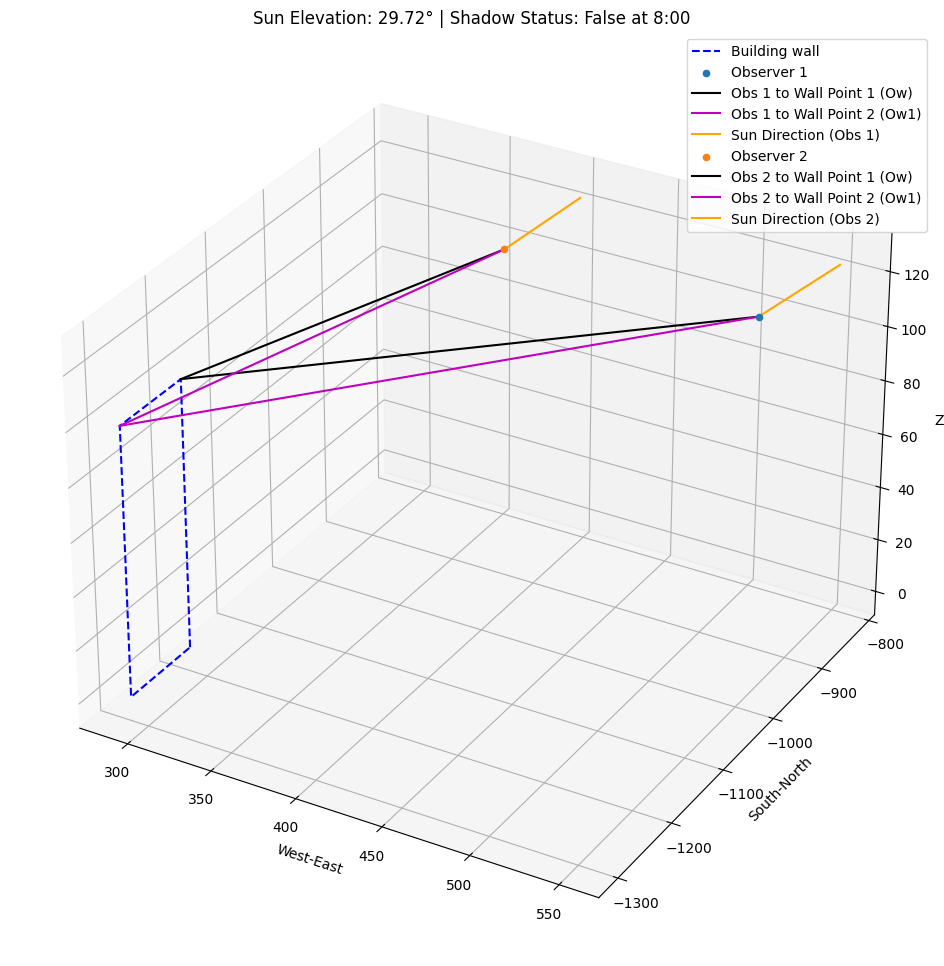 Sun Elevation: 29.72° | Shadow Status: False at 8:00
Building wall
Observer 1
Obs 1 to Wall Point 1 (Ow)
Obs 1 to Wall Point 2 (Ow1)
Sun Direction (Obs 1)
Observer 2
Obs 2 to Wall Point 1 (Ow)
Obs 2 to Wall Point 2 (Ow1)
Sun Direction (Obs 2)
120
100
80
60
40
20
0
Z
−800
−900
−1000
−1100
−1200
−1300
South-North
300
350
400
450
500
550
West-East